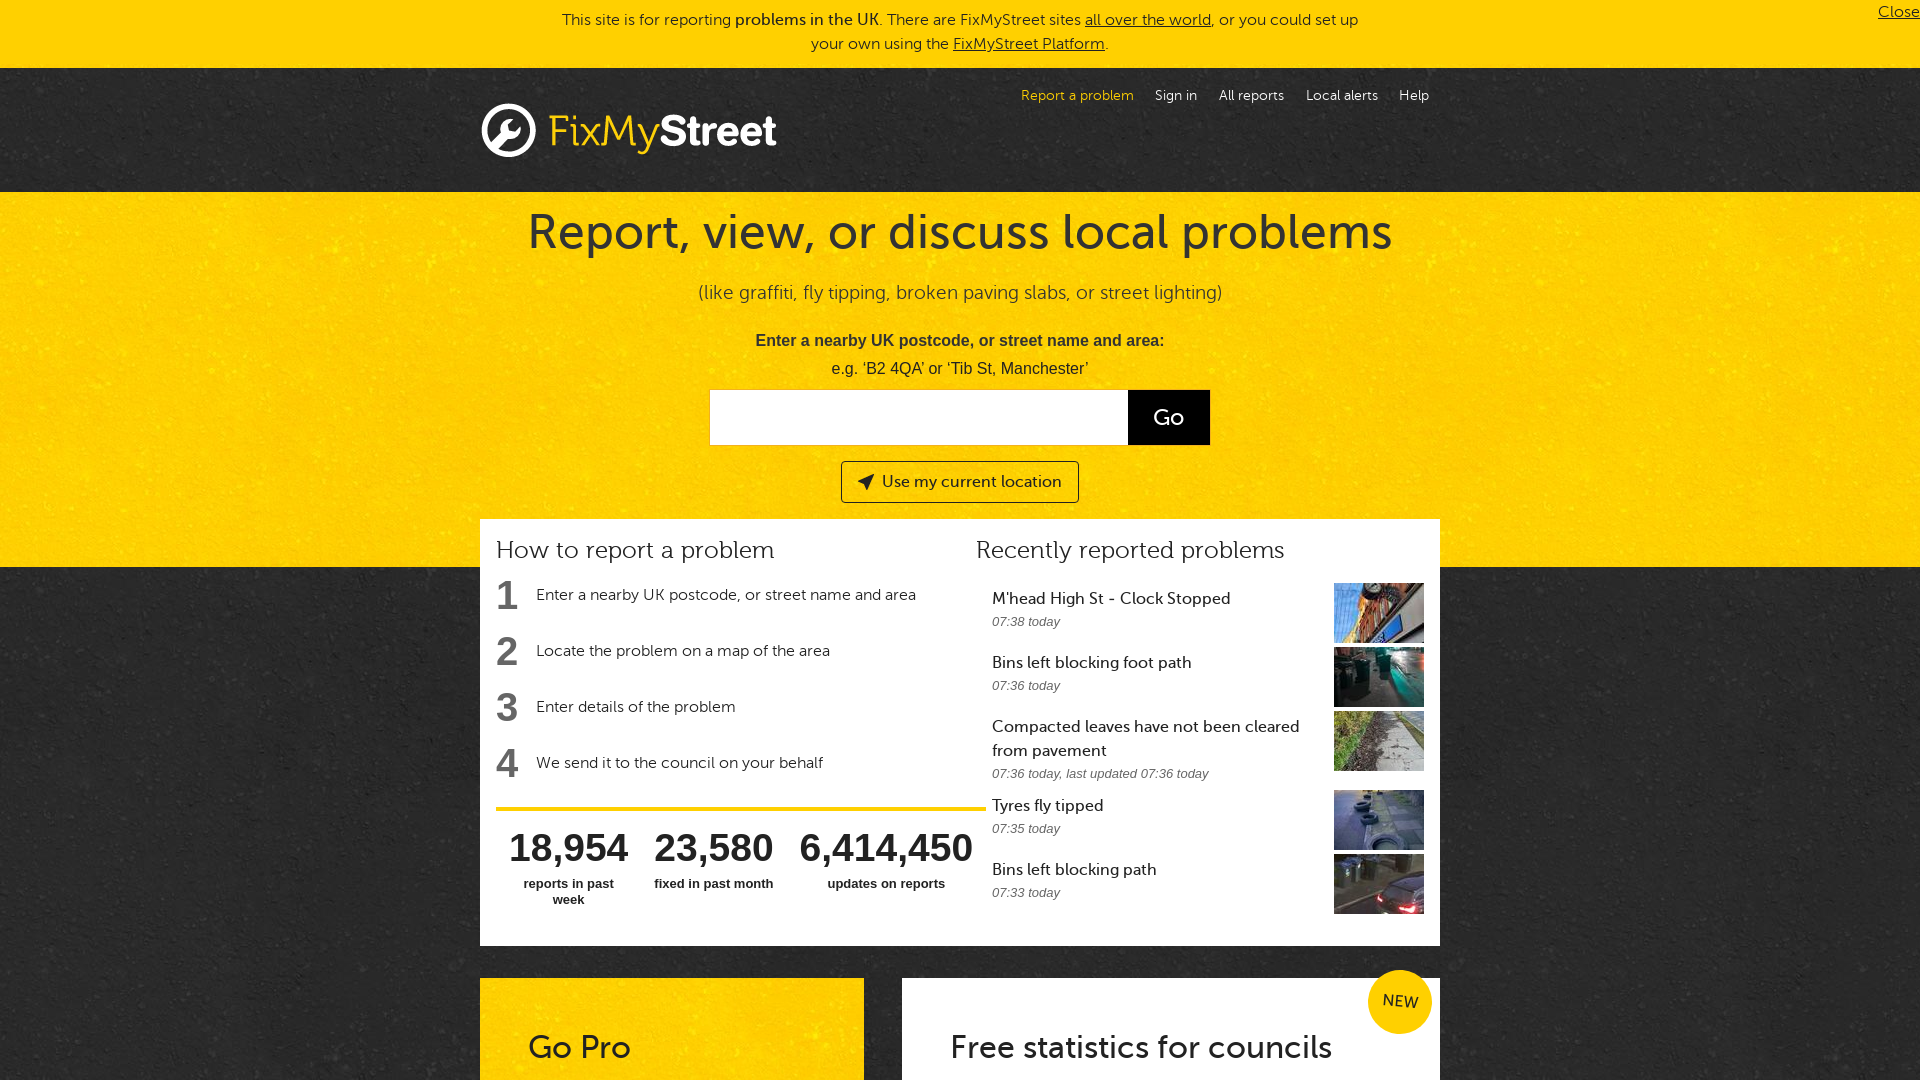 This site is for reporting problems in the UK. There are FixMyStreet sites all over the world, or you could set up
your own using the FixMyStreet Platform.
Close
Report a problem
Sign in
All reports
Local alerts
Help
FixMyStreet
Report, view, or discuss local problems
(like graffiti, fly tipping, broken paving slabs, or street lighting)
Enter a nearby UK postcode, or street name and area:
e.g. ‘B2 4QA’ or ‘Tib St, Manchester’
Go
Use my current location
How to report a problem
1 Enter a nearby UK postcode, or street name and area
2 Locate the problem on a map of the area
3 Enter details of the problem
4 We send it to the council on your behalf
18,954
reports in past
week
23,580
fixed in past month
6,414,450
updates on reports
Recently reported problems
M'head High St - Clock Stopped
07:38 today
Bins left blocking foot path
07:36 today
Compacted leaves have not been cleared
from pavement
07:36 today, last updated 07:36 today
Tyres fly tipped
07:35 today
Bins left blocking path
07:33 today
Go Pro
NEW
Free statistics for councils